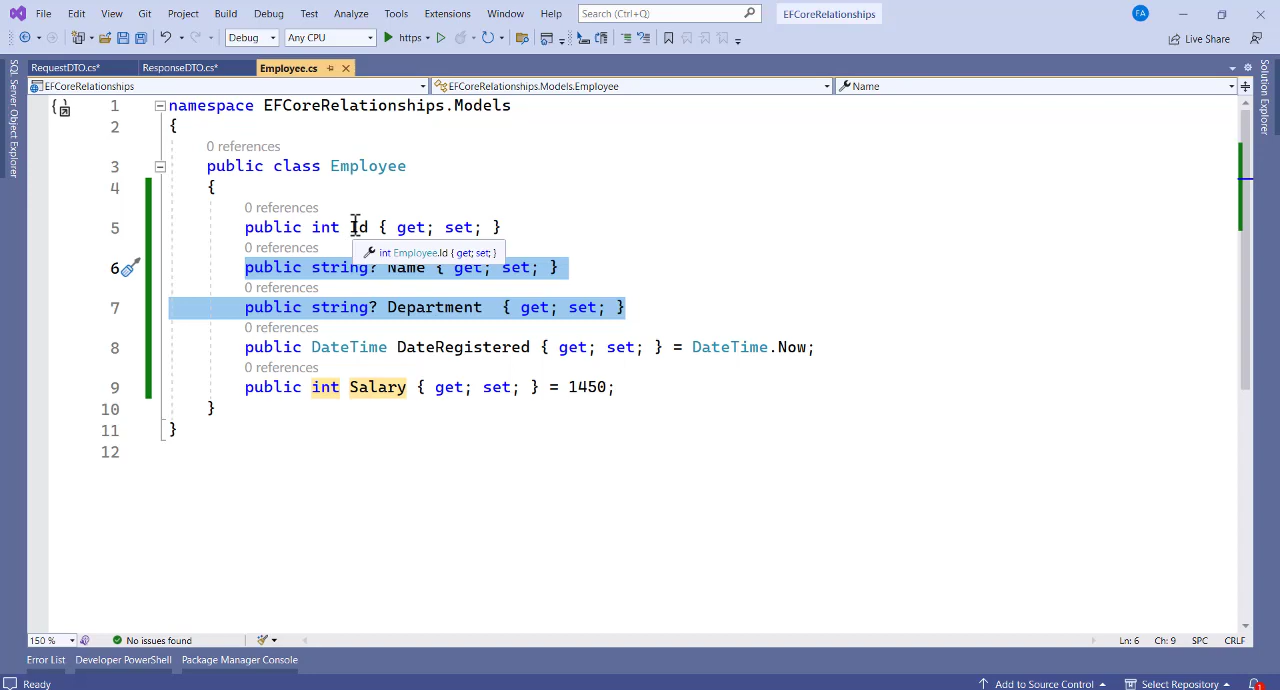 File Edit View Git Project Build Debug Test Analyze Tools Extensions Window Help Search (Ctrl+Q) EFCoreRelationships FA
Debug Any CPU https Live Share
RequestDTO.cs* ResponseDTO.cs* Employee.cs
EFCoreRelationships EFCoreRelationships.Models.Employee Name
SQL Server Object Explorer
Solution Explorer
1 namespace EFCoreRelationships.Models
2 {
0 references
3 public class Employee
4 {
0 references
5 public int Id { get; set; }
0 references
int Employee.Id { get; set; }
6 public string? Name { get; set; }
0 references
7 public string? Department { get; set; }
0 references
8 public DateTime DateRegistered { get; set; } = DateTime.Now;
0 references
9 public int Salary { get; set; } = 1450;
10 }
11 }
12
150 % No issues found Ln: 6 Ch: 9 SPC CRLF
Error List Developer PowerShell Package Manager Console
Ready Add to Source Control Select Repository 1